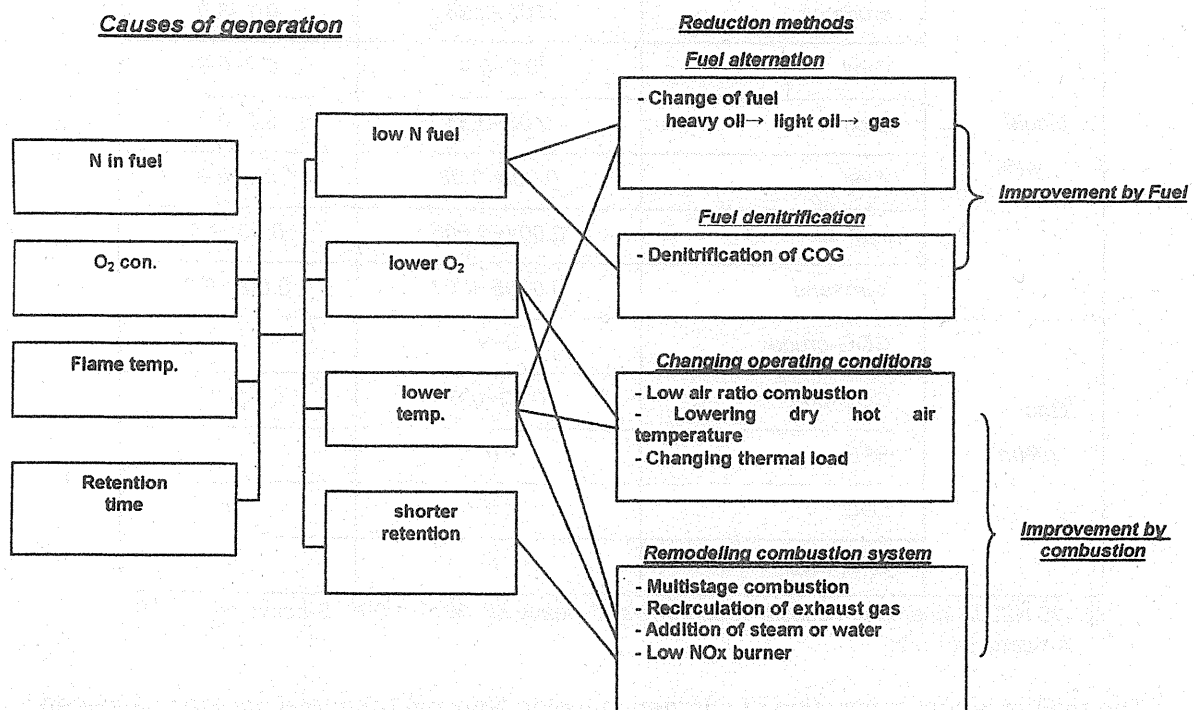 Causes of generation
N in fuel
O₂ con.
Flame temp.
Retention
time
low N fuel
lower O₂
lower
temp.
shorter
retention
Reduction methods
Fuel alternation
- Change of fuel
heavy oil→ light oil→ gas
Fuel denitrification
- Denitrification of COG
Improvement by Fuel
Changing operating conditions
- Low air ratio combustion
- Lowering dry hot air
temperature
- Changing thermal load
Remodeling combustion system
- Multistage combustion
- Recirculation of exhaust gas
- Addition of steam or water
- Low NOx burner
Improvement by
combustion